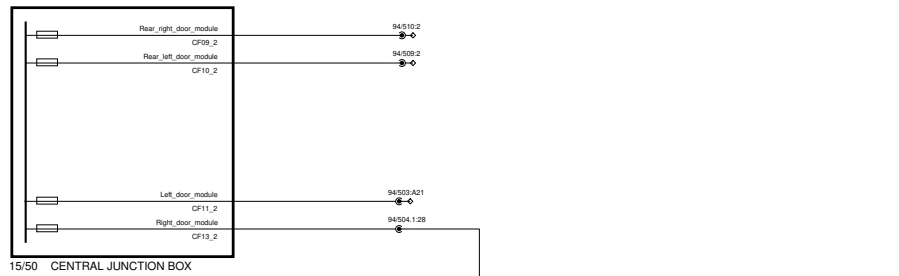 Rear_right_door_module
94/510:2
CF09_2
Rear_left_door_module
94/509:2
CF10_2
Left_door_module
94/503:A21
CF11_2
Right_door_module
94/504.1:28
CF13_2
15/50 CENTRAL JUNCTION BOX